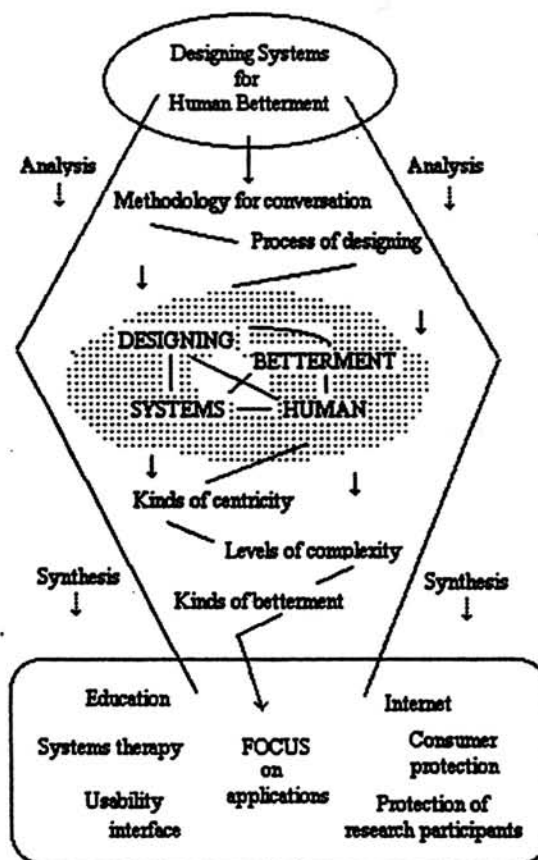 Designing Systems
for
Human Betterment
Analysis
Analysis
Methodology for conversation
Process of designing
DESIGNING
BETTERMENT
SYSTEMS
HUMAN
Kinds of centricity
Levels of complexity
Synthesis
Synthesis
Kinds of betterment
Education
Internet
Systems therapy
FOCUS
on
applications
Consumer
protection
Usability
interface
Protection of
research participants